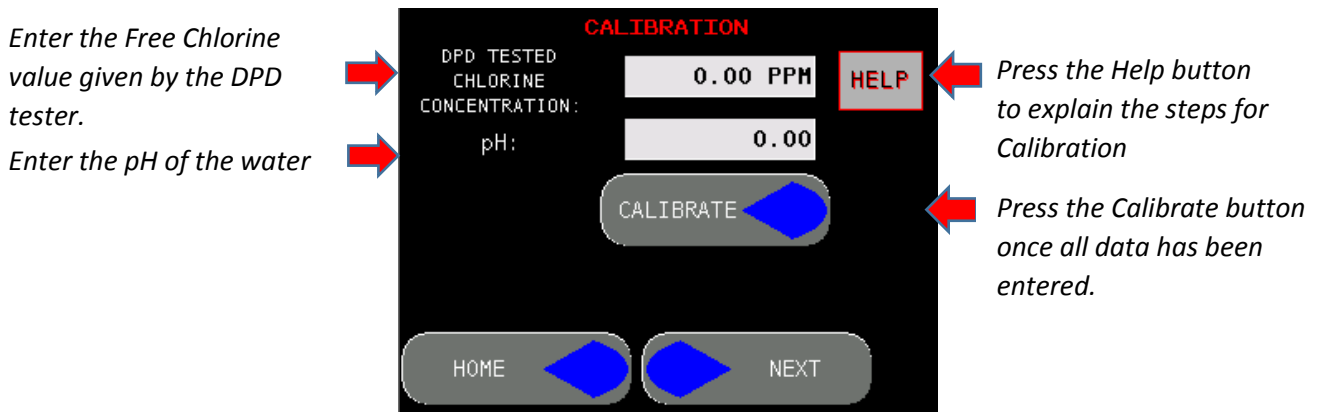 Enter the Free Chlorine
value given by the DPD
tester.
Enter the pH of the water
CALIBRATION
DPD TESTED
CHLORINE
CONCENTRATION:
0.00 PPM
HELP
pH:
0.00
CALIBRATE
HOME
NEXT
Press the Help button
to explain the steps for
Calibration
Press the Calibrate button
once all data has been
entered.